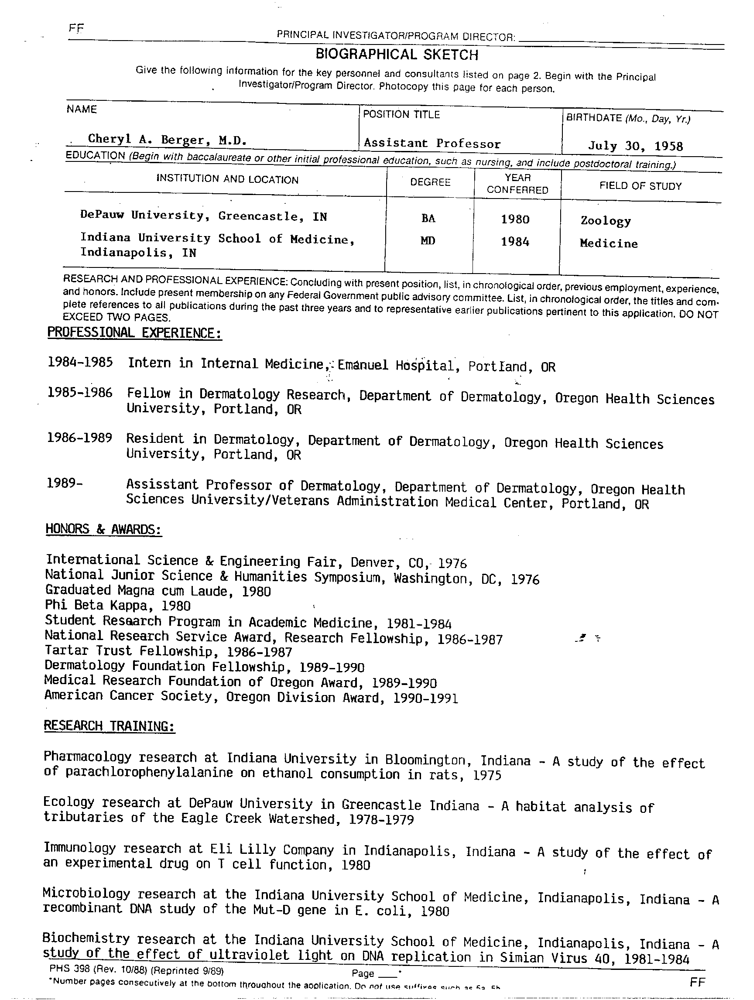 FF
PRINCIPAL INVESTIGATOR/PROGRAM DIRECTOR:
BIOGRAPHICAL SKETCH
Give the following information for the key personnel and consultants listed on page 2. Begin with the Principal
Investigator/Program Director. Photocopy this page for each person.
NAME POSITION TITLE BIRTHDATE (Mo., Day, Yr.)
Cheryl A. Berger, M.D. Assistant Professor July 30, 1958
EDUCATION (Begin with baccalaureate or other initial professional education, such as nursing, and include postdoctoral training.)
INSTITUTION AND LOCATION DEGREE YEAR CONFERRED FIELD OF STUDY
DePauw University, Greencastle, IN BA 1980 Zoology
Indiana University School of Medicine, MD 1984 Medicine
Indianapolis, IN
RESEARCH AND PROFESSIONAL EXPERIENCE: Concluding with present position, list, in chronological order, previous employment, experience,
and honors. Include present membership on any Federal Government public advisory committee. List, in chronological order, the titles and com-
plete references to all publications during the past three years and to representative earlier publications pertinent to this application. DO NOT
EXCEED TWO PAGES.
PROFESSIONAL EXPERIENCE:
1984-1985 Intern in Internal Medicine, Emanuel Hospital, Portland, OR
1985-1986 Fellow in Dermatology Research, Department of Dermatology, Oregon Health Sciences
University, Portland, OR
1986-1989 Resident in Dermatology, Department of Dermatology, Oregon Health Sciences
University, Portland, OR
1989- Assisstant Professor of Dermatology, Department of Dermatology, Oregon Health
Sciences University/Veterans Administration Medical Center, Portland, OR
HONORS & AWARDS:
International Science & Engineering Fair, Denver, CO, 1976
National Junior Science & Humanities Symposium, Washington, DC, 1976
Graduated Magna cum Laude, 1980
Phi Beta Kappa, 1980
Student Research Program in Academic Medicine, 1981-1984
National Research Service Award, Research Fellowship, 1986-1987
Tartar Trust Fellowship, 1986-1987
Dermatology Foundation Fellowship, 1989-1990
Medical Research Foundation of Oregon Award, 1989-1990
American Cancer Society, Oregon Division Award, 1990-1991
RESEARCH TRAINING:
Pharmacology research at Indiana University in Bloomington, Indiana - A study of the effect
of parachlorophenylalanine on ethanol consumption in rats, 1975
Ecology research at DePauw University in Greencastle Indiana - A habitat analysis of
tributaries of the Eagle Creek Watershed, 1978-1979
Immunology research at Eli Lilly Company in Indianapolis, Indiana - A study of the effect of
an experimental drug on T cell function, 1980
Microbiology research at the Indiana University School of Medicine, Indianapolis, Indiana - A
recombinant DNA study of the Mut-D gene in E. coli, 1980
Biochemistry research at the Indiana University School of Medicine, Indianapolis, Indiana - A
study of the effect of ultraviolet light on DNA replication in Simian Virus 40, 1981-1984
PHS 398 (Rev. 10/88) (Reprinted 9/89) Page ___*
*Number pages consecutively at the bottom throughout the application. Do not use suffixes such as 5a, 5b. FF